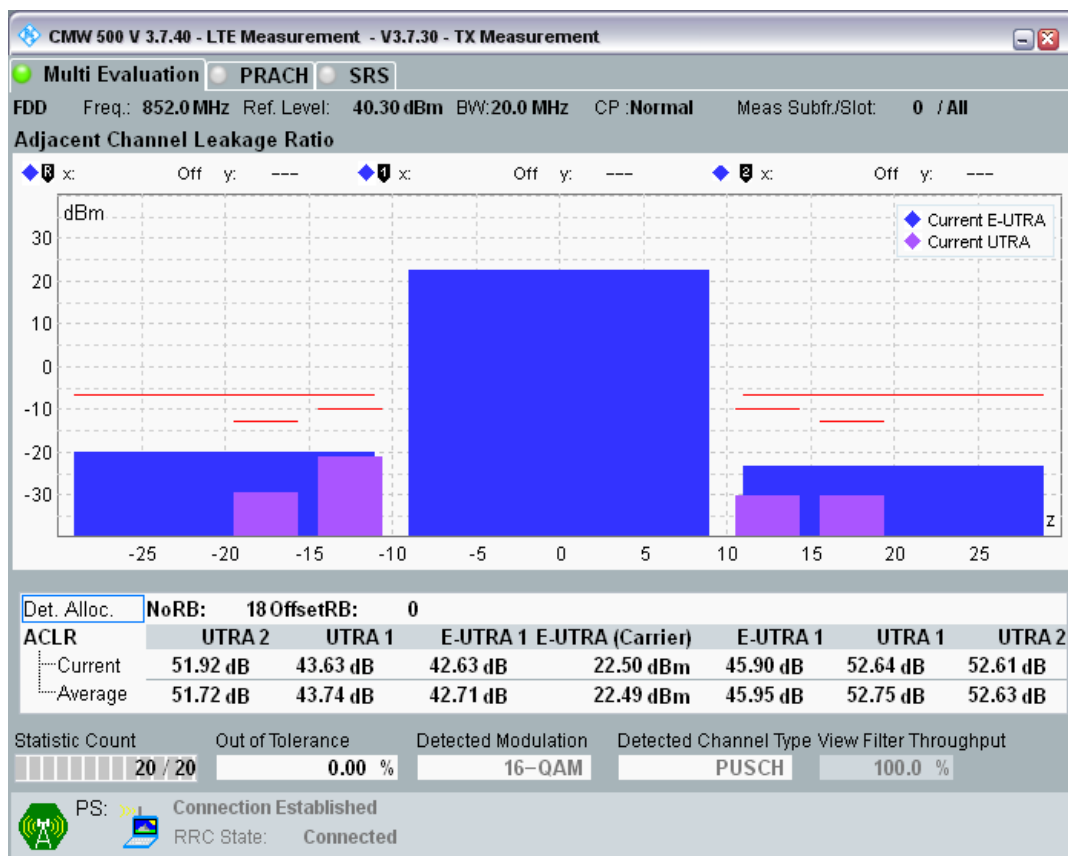 CMW 500 V 3.7.40 - LTE Measurement - V3.7.30 - TX Measurement
Multi Evaluation PRACH SRS
FDD Freq.: 852.0 MHz Ref. Level: 40.30 dBm BW:20.0 MHz CP :Normal Meas Subfr./Slot: 0 / All
Adjacent Channel Leakage Ratio
R x: Off y: --- 1 x: Off y: --- 2 x: Off y: ---
dBm
Current E-UTRA
Current UTRA
30
20
10
0
-10
-20
-30
z
-25 -20 -15 -10 -5 0 5 10 15 20 25
Det. Alloc. NoRB: 18 OffsetRB: 0
ACLR UTRA 2 UTRA 1 E-UTRA 1 E-UTRA (Carrier) E-UTRA 1 UTRA 1 UTRA 2
Current 51.92 dB 43.63 dB 42.63 dB 22.50 dBm 45.90 dB 52.64 dB 52.61 dB
Average 51.72 dB 43.74 dB 42.71 dB 22.49 dBm 45.95 dB 52.75 dB 52.63 dB
Statistic Count Out of Tolerance Detected Modulation Detected Channel Type View Filter Throughput
20 / 20 0.00 % 16-QAM PUSCH 100.0 %
PS: Connection Established
RRC State: Connected